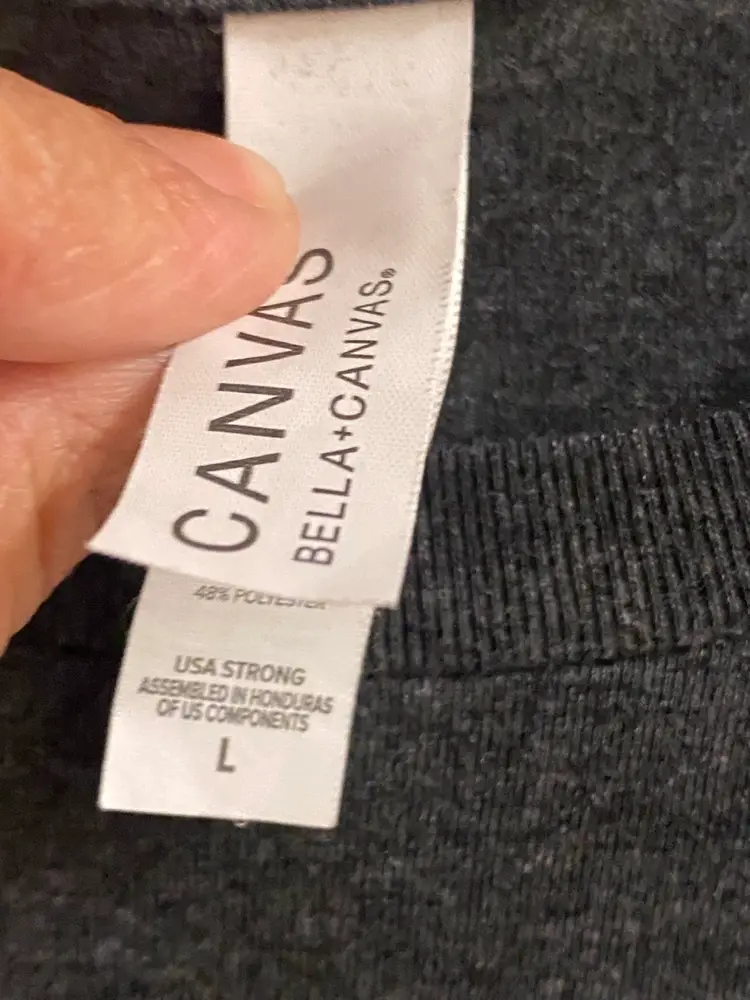 CANVAS
BELLA+CANVAS®
48% POLYESTER
USA STRONG
ASSEMBLED IN HONDURAS
OF US COMPONENTS
L